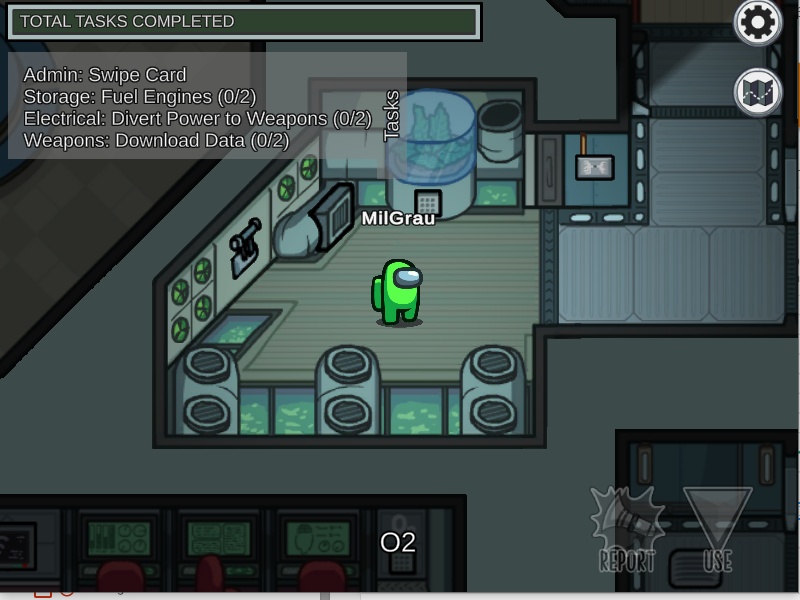 TOTAL TASKS COMPLETED
Admin: Swipe Card
Storage: Fuel Engines (0/2)
Electrical: Divert Power to Weapons (0/2)
Weapons: Download Data (0/2)
Tasks
MilGrau
O2
REPORT
USE